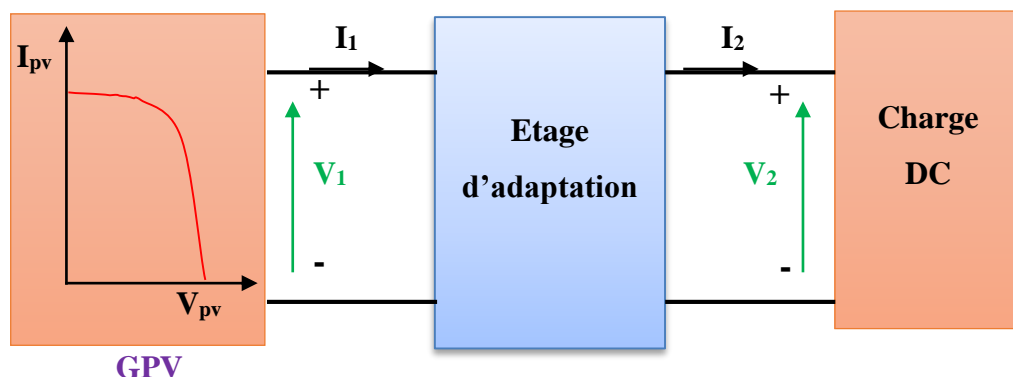 I₁
I₂
Iₚᵥ
+
+
Etage
d’adaptation
Charge
DC
V₁
V₂
-
-
Vₚᵥ
GPV